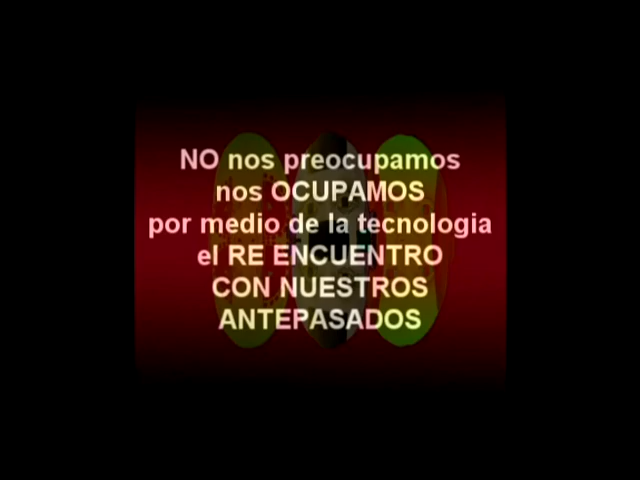 NO nos preocupamos
nos OCUPAMOS
por medio de la tecnologia
el RE ENCUENTRO
CON NUESTROS
ANTEPASADOS